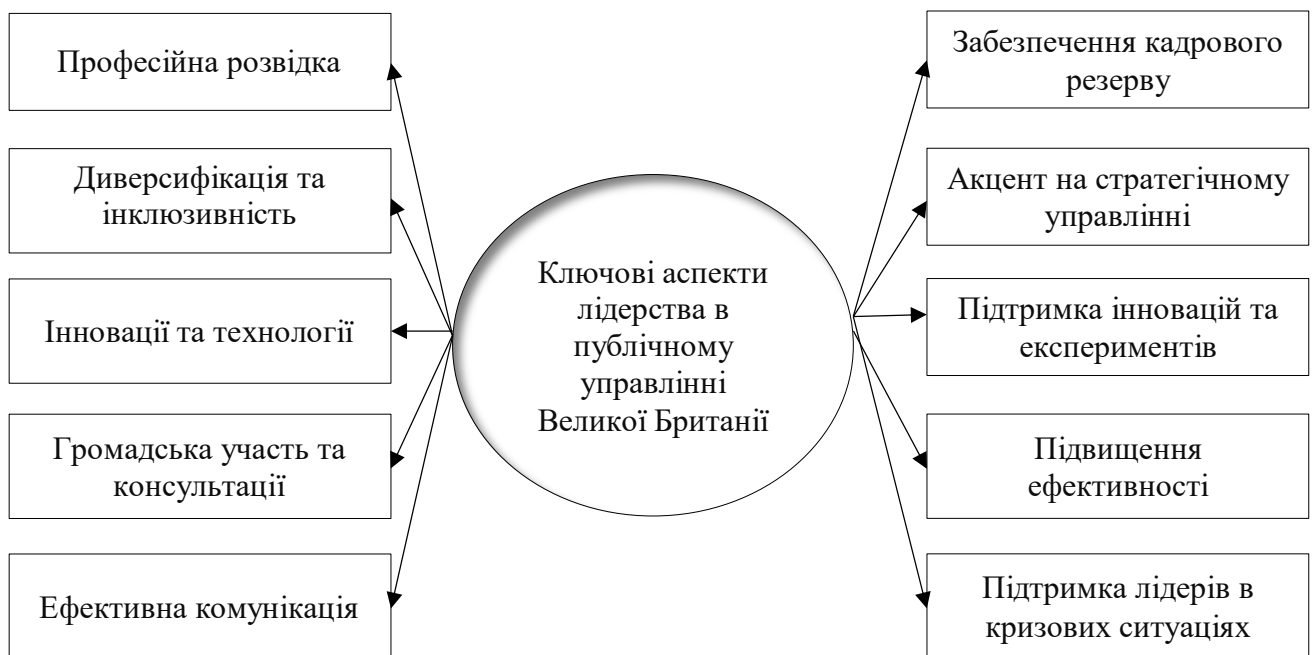 Професійна розвідка
Диверсифікація та
інклюзивність
Інновації та технології
Громадська участь та
консультації
Ефективна комунікація
Ключові аспекти
лідерства в
публічному
управлінні
Великої Британії
Забезпечення кадрового
резерву
Акцент на стратегічному
управлінні
Підтримка інновацій та
експериментів
Підвищення
ефективності
Підтримка лідерів в
кризових ситуаціях